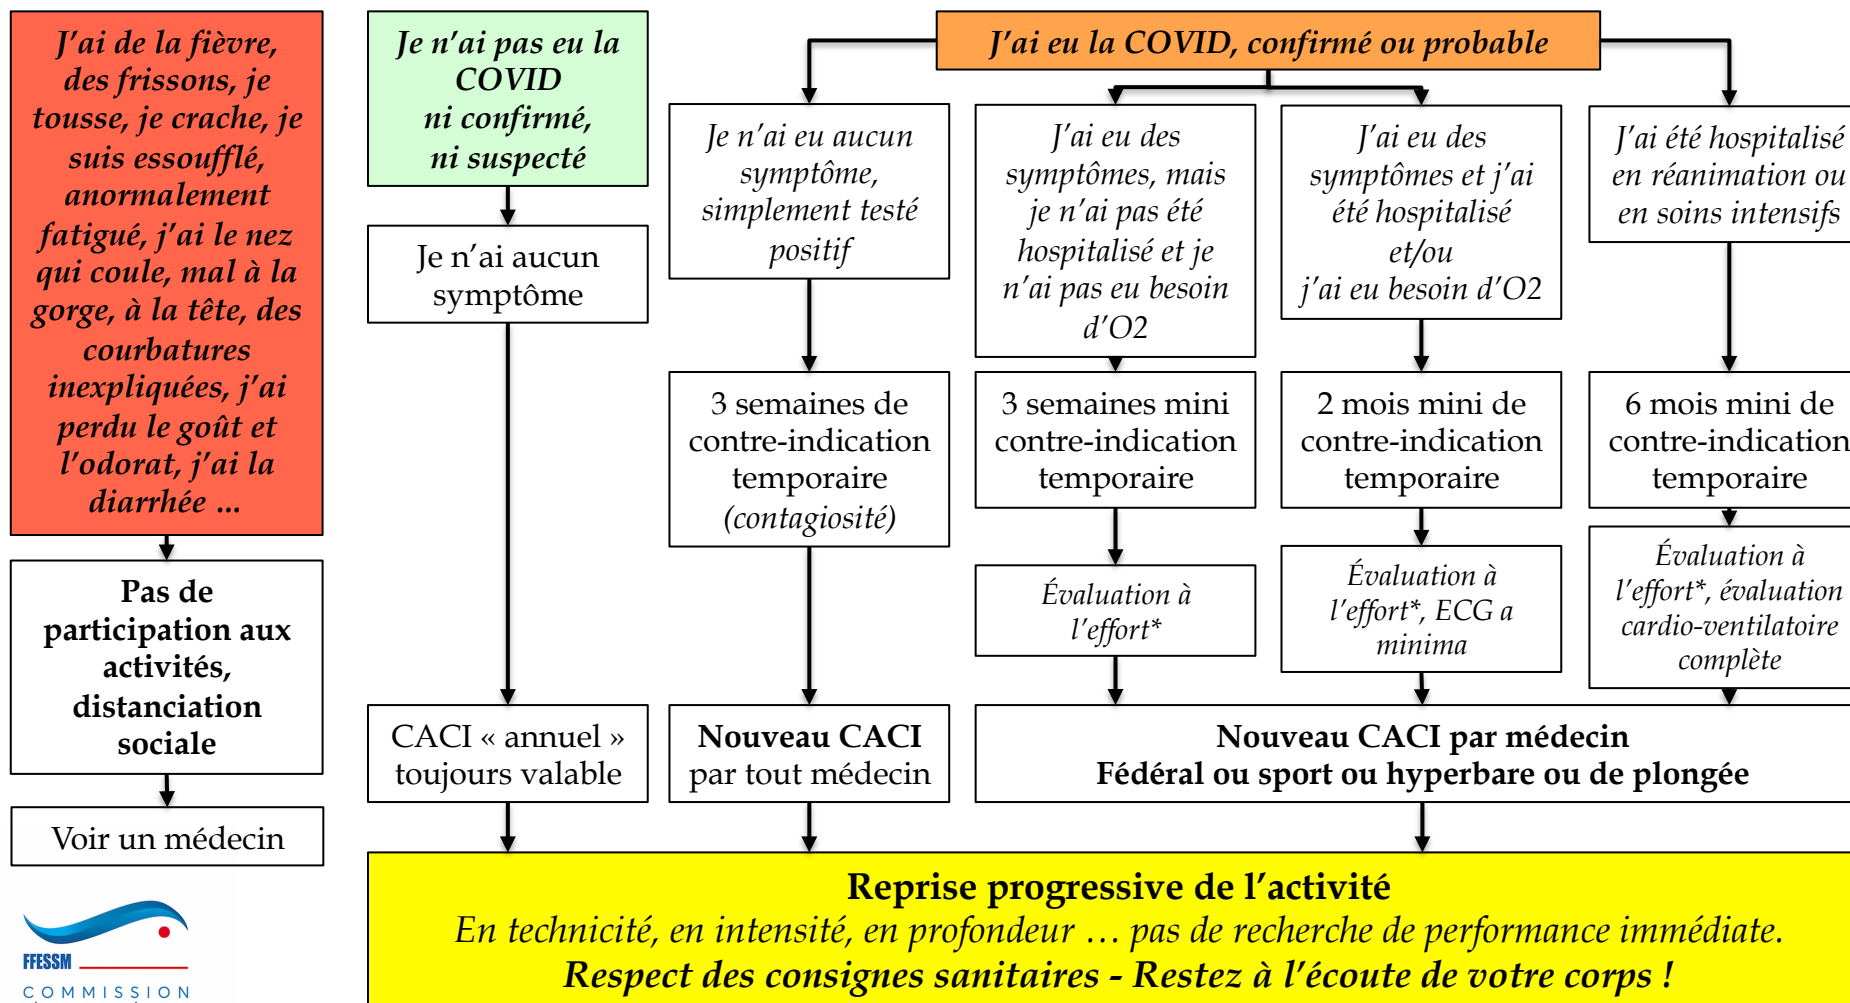 J'ai de la fièvre,
des frissons, je
tousse, je crache, je
suis essoufflé,
anormalement
fatigué, j'ai le nez
qui coule, mal à la
gorge, à la tête, des
courbatures
inexpliquées, j'ai
perdu le goût et
l'odorat, j'ai la
diarrhée ...
Pas de
participation aux
activités,
distanciation
sociale
Voir un médecin
Je n'ai pas eu la
COVID
ni confirmé,
ni suspecté
Je n'ai aucun
symptôme
CACI « annuel »
toujours valable
J'ai eu la COVID, confirmé ou probable
Je n'ai eu aucun
symptôme,
simplement testé
positif
3 semaines de
contre-indication
temporaire
(contagiosité)
Nouveau CACI
par tout médecin
J'ai eu des
symptômes, mais
je n'ai pas été
hospitalisé et je
n'ai pas eu besoin
d'O2
3 semaines mini
contre-indication
temporaire
Évaluation à
l'effort*
J'ai eu des
symptômes et j'ai
été hospitalisé
et/ou
j'ai eu besoin d'O2
2 mois mini de
contre-indication
temporaire
Évaluation à
l'effort*, ECG a
minima
J'ai été hospitalisé
en réanimation ou
en soins intensifs
6 mois mini de
contre-indication
temporaire
Évaluation à
l'effort*, évaluation
cardio-ventilatoire
complète
Nouveau CACI par médecin
Fédéral ou sport ou hyperbare ou de plongée
Reprise progressive de l'activité
En technicité, en intensité, en profondeur … pas de recherche de performance immédiate.
Respect des consignes sanitaires - Restez à l'écoute de votre corps !
FFESSM
COMMISSION